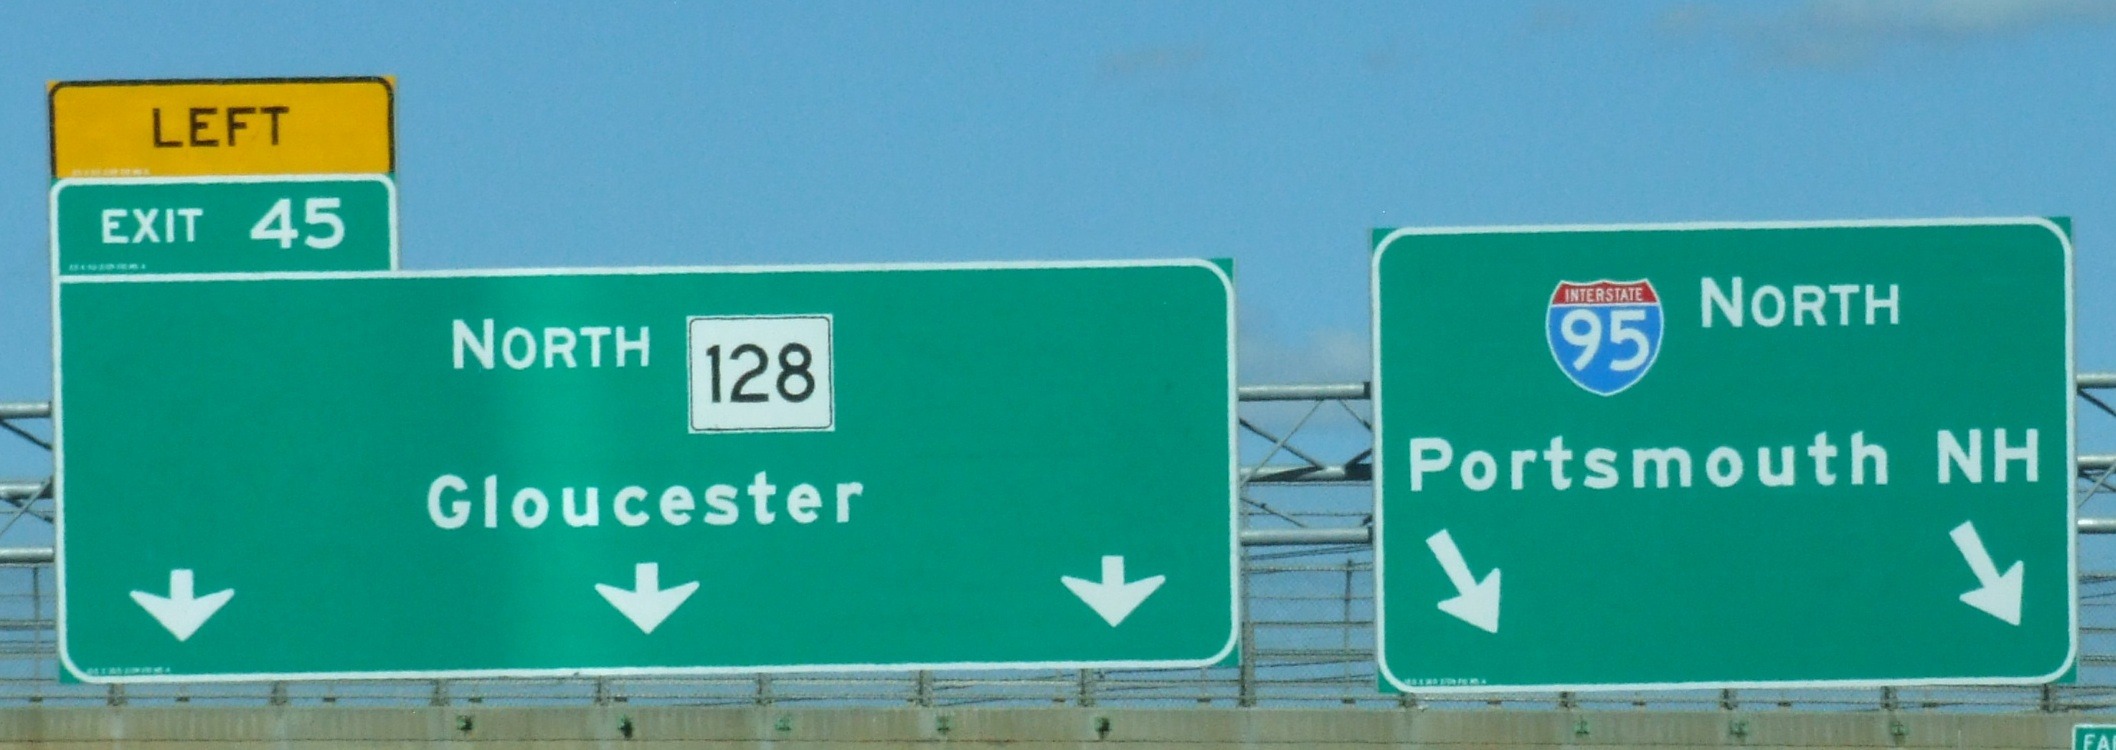 LEFT
EXIT 45
NORTH 128
Gloucester
INTERSTATE 95 NORTH
Portsmouth NH